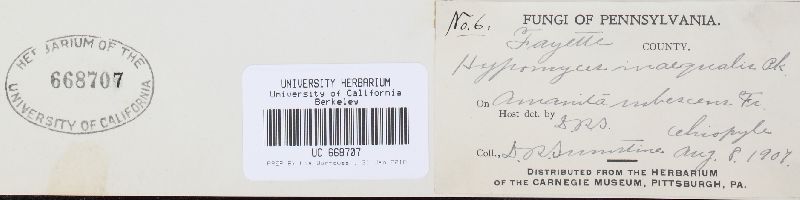 HERBARIUM OF THE
668707
UNIVERSITY OF CALIFORNIA
UNIVERSITY HERBARIUM
University of California
Berkeley
UC 668707
No. 6.
FUNGI OF PENNSYLVANIA.
Fayette COUNTY.
Hypomyces inaequalis Pk.
On Amanita rubescens Fr.
Host det. by D.R.S.
Ohiopyle
Coll., D.R. Sumstine Aug. 8, 1907.
DISTRIBUTED FROM THE HERBARIUM
OF THE CARNEGIE MUSEUM, PITTSBURGH, PA.